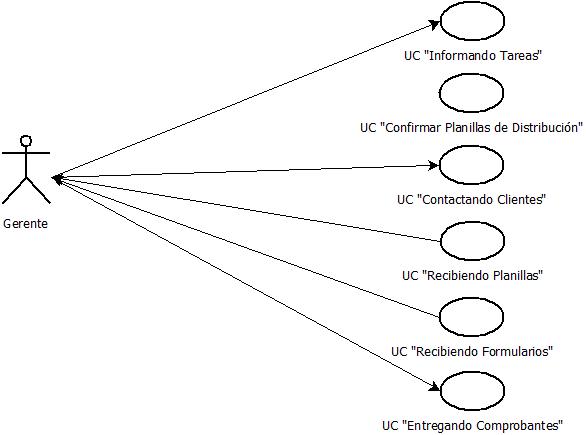 UC "Informando Tareas"
UC "Confirmar Planillas de Distribución"
UC "Contactando Clientes"
Gerente
UC "Recibiendo Planillas"
UC "Recibiendo Formularios"
UC "Entregando Comprobantes"